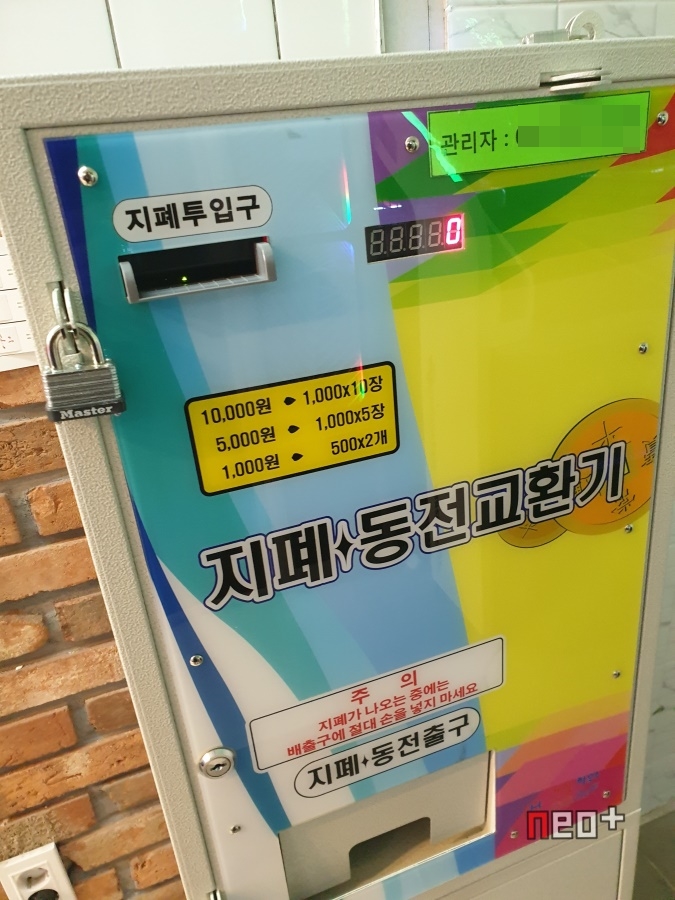 관리자 :
지폐투입구
0
10,000원 1,000x10장
5,000원 1,000x5장
1,000원 500x2개
Master
지폐 동전교환기
주 의
지폐가 나오는 중에는
배출구에 절대 손을 넣지 마세요
지폐 동전출구
neo+